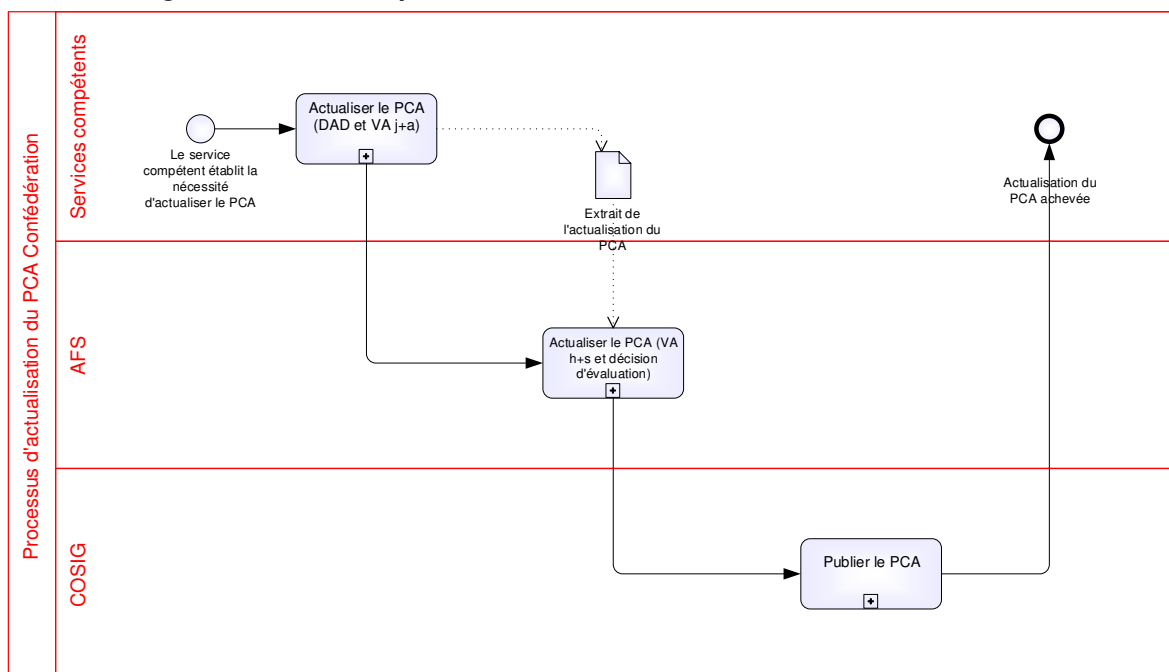 Processus d'actualisation du PCA Confédération
Services compétents
Actualiser le PCA
(DAD et VA j+a)
Le service
compétent établit la
nécessité
d'actualiser le PCA
Extrait de
l'actualisation du
PCA
Actualisation du
PCA achevée
AFS
Actualiser le PCA (VA
h+s et décision
d'évaluation)
COSIG
Publier le PCA